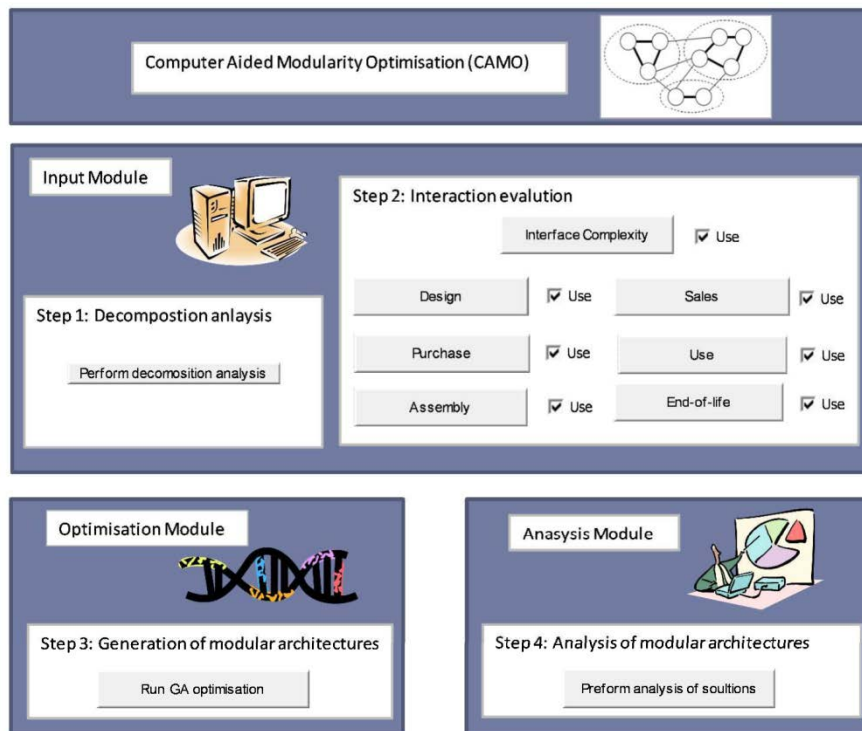 Computer Aided Modularity Optimisation (CAMO)
Input Module
Step 1: Decompostion anlaysis
Perform decomosition analysis
Step 2: Interaction evalution
Interface Complexity Use
Design Use Sales Use
Purchase Use Use Use
Assembly Use End-of-life Use
Optimisation Module
Step 3: Generation of modular architectures
Run GA optimisation
Anasysis Module
Step 4: Analysis of modular architectures
Preform analysis of soultions